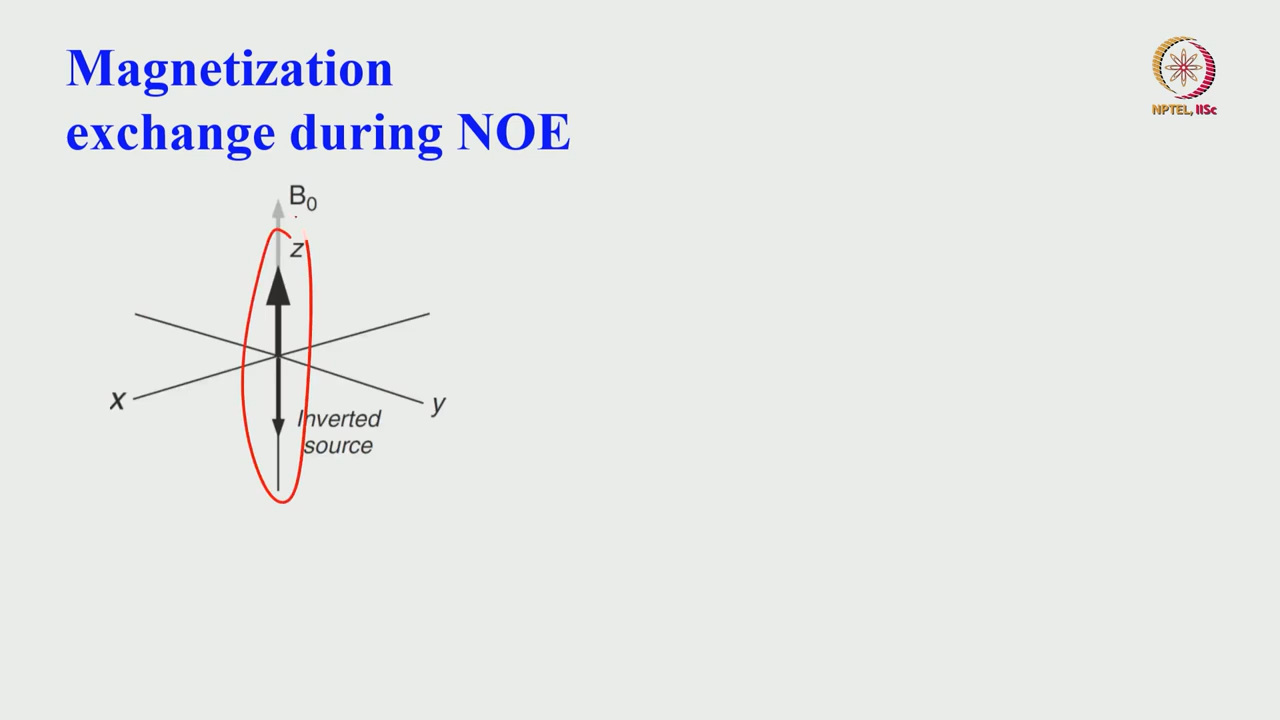 Magnetization
exchange during NOE
NPTEL, IISc
B₀
z
x
y
Inverted
source